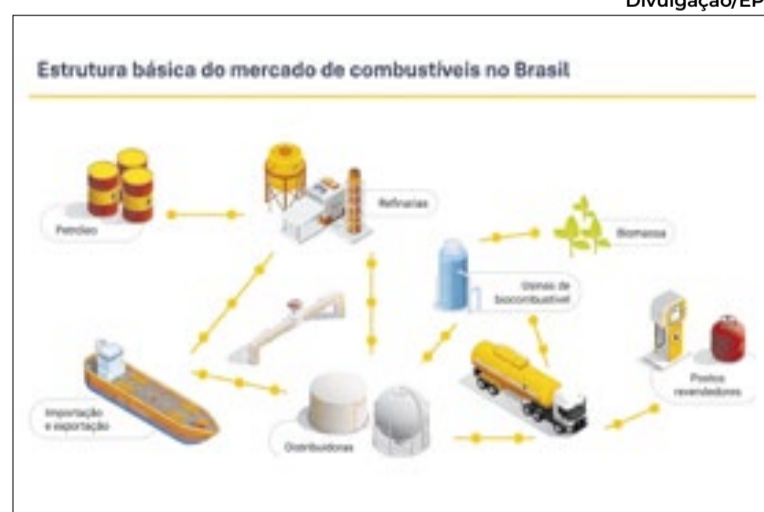 Divulgação/EP
Estrutura básica do mercado de combustíveis no Brasil
Petróleo
Refinarias
Biomassa
Usinas de
biocombustível
Postos
revendedores
Importação
e exportação
Distribuidoras